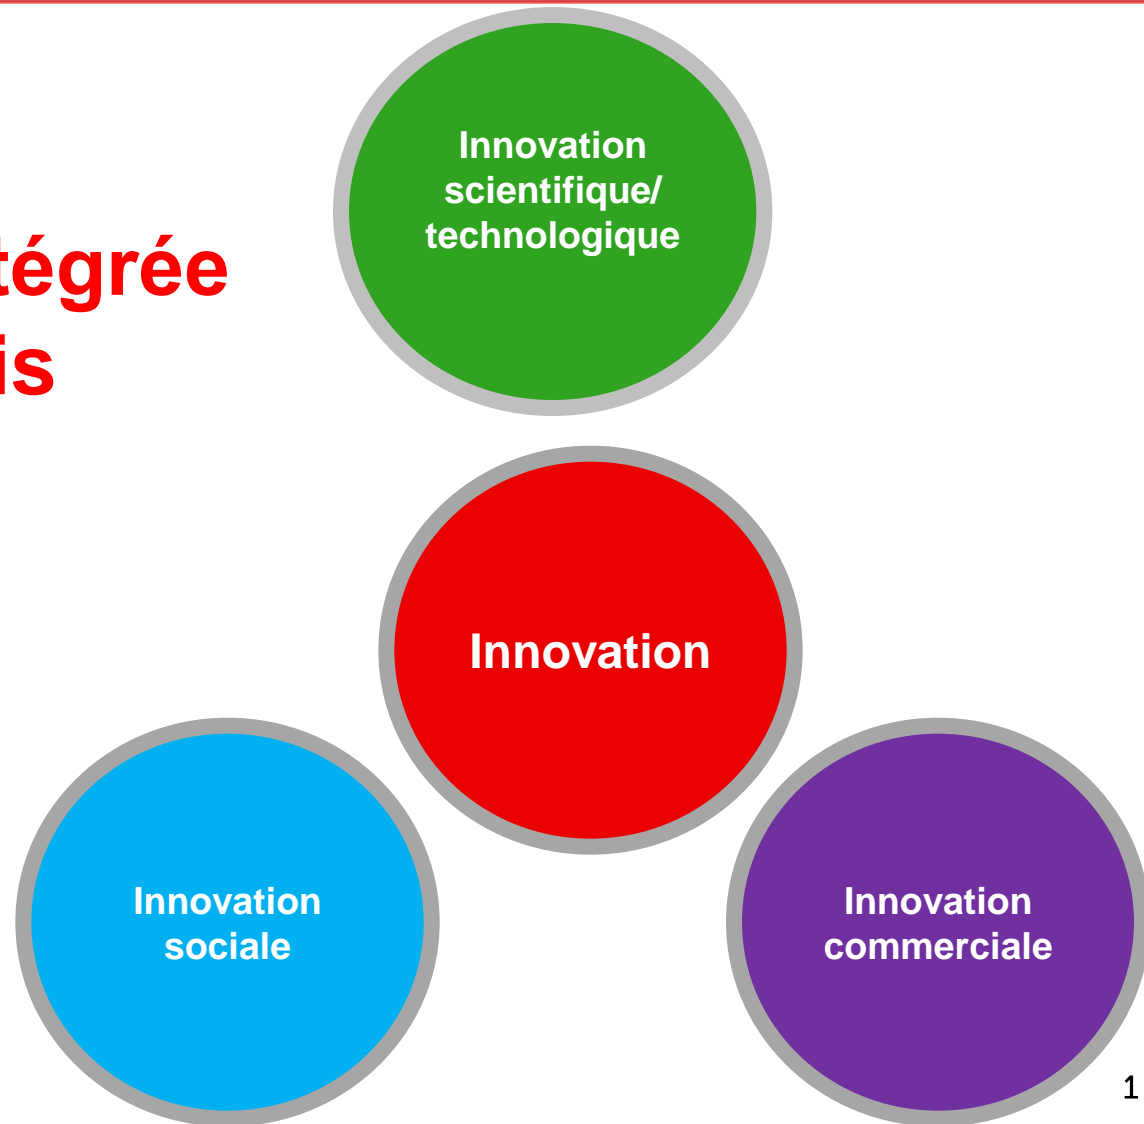 Innovation
scientifique/
technologique
tégrée
is
Innovation
Innovation
sociale
Innovation
commerciale
1